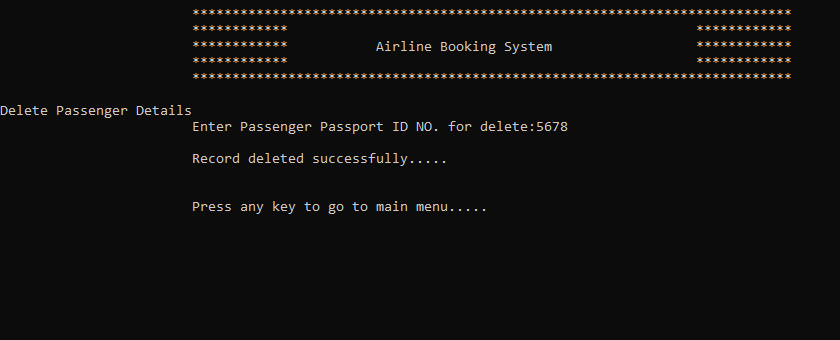 ***************************************************************************
************ ************
************ Airline Booking System ************
************ ************
***************************************************************************
Delete Passenger Details
Enter Passenger Passport ID NO. for delete:5678
Record deleted successfully.....
Press any key to go to main menu.....